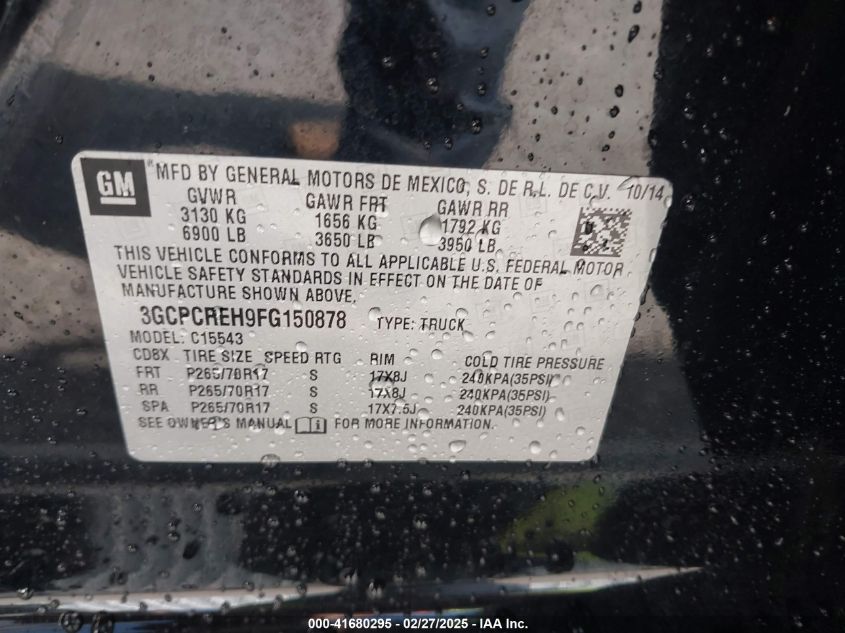 GM
® MFD BY GENERAL MOTORS DE MEXICO, S. DE R.L. DE C.V. 10/14
GVWR GAWR FRT GAWR RR
3130 KG 1656 KG 1792 KG
6900 LB 3650 LB 3950 LB
THIS VEHICLE CONFORMS TO ALL APPLICABLE U.S. FEDERAL MOTOR
VEHICLE SAFETY STANDARDS IN EFFECT ON THE DATE OF
MANUFACTURE SHOWN ABOVE.
3GCPCREH9FG150878 TYPE: TRUCK
MODEL: C15543
CD8X TIRE SIZE SPEED RTG RIM COLD TIRE PRESSURE
FRT P265/70R17 S 17X8J 240KPA(35PSI)
RR P265/70R17 S 17X8J 240KPA(35PSI)
SPA P265/70R17 S 17X7.5J 240KPA(35PSI)
SEE OWNER'S MANUAL i FOR MORE INFORMATION.
000-41680295 - 02/27/2025 - IAA Inc.